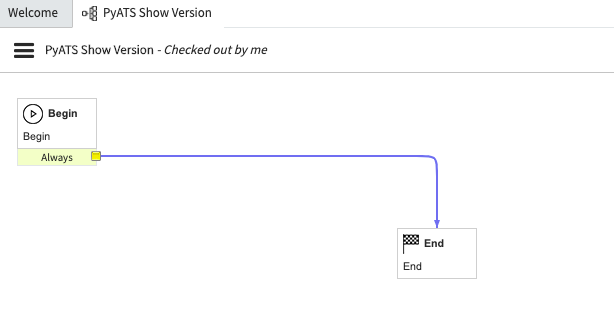 Welcome
PyATS Show Version
PyATS Show Version - Checked out by me
Begin
Begin
Always
End
End